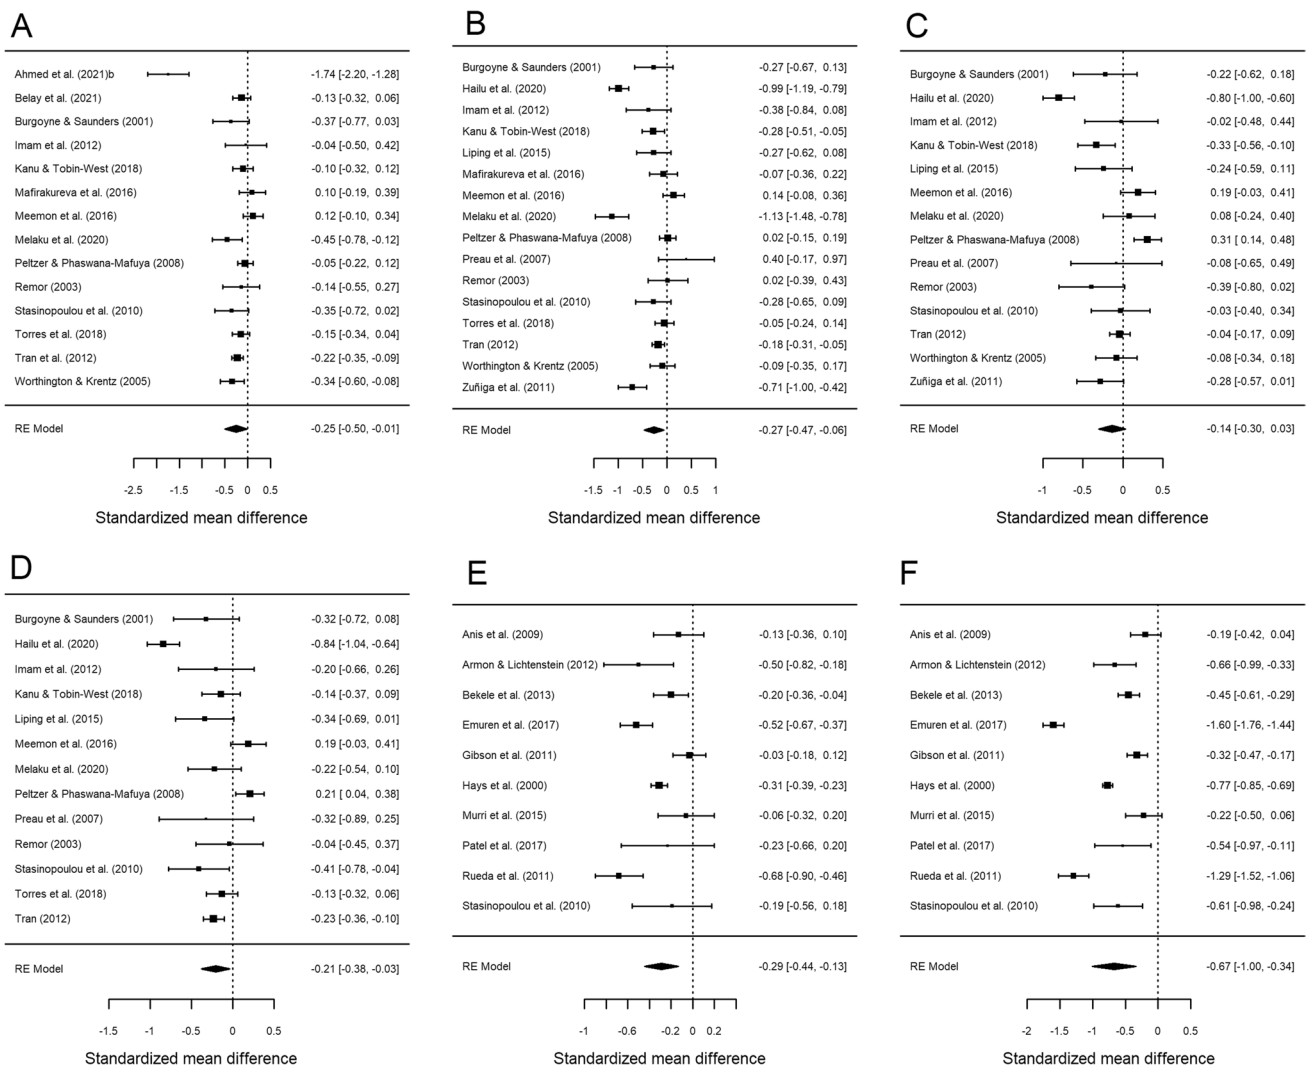 A
Ahmed et al. (2021)b -1.74 [-2.20, -1.28]
Belay et al. (2021) -0.13 [-0.32, 0.06]
Burgoyne & Saunders (2001) -0.37 [-0.77, 0.03]
Imam et al. (2012) -0.04 [-0.50, 0.42]
Kanu & Tobin-West (2018) -0.10 [-0.32, 0.12]
Mafirakureva et al. (2016) 0.10 [-0.19, 0.39]
Meemon et al. (2016) 0.12 [-0.10, 0.34]
Melaku et al. (2020) -0.45 [-0.78, -0.12]
Peltzer & Phaswana-Mafuya (2008) -0.05 [-0.22, 0.12]
Remor (2003) -0.14 [-0.55, 0.27]
Stasinopoulou et al. (2010) -0.35 [-0.72, 0.02]
Torres et al. (2018) -0.15 [-0.34, 0.04]
Tran et al. (2012) -0.22 [-0.35, -0.09]
Worthington & Krentz (2005) -0.34 [-0.60, -0.08]
RE Model -0.25 [-0.50, -0.01]
-2.5 -1.5 -0.5 0 0.5
Standardized mean difference
B
Burgoyne & Saunders (2001) -0.27 [-0.67, 0.13]
Hailu et al. (2020) -0.99 [-1.19, -0.79]
Imam et al. (2012) -0.38 [-0.84, 0.08]
Kanu & Tobin-West (2018) -0.28 [-0.51, -0.05]
Liping et al. (2015) -0.27 [-0.62, 0.08]
Mafirakureva et al. (2016) -0.07 [-0.36, 0.22]
Meemon et al. (2016) 0.14 [-0.08, 0.36]
Melaku et al. (2020) -1.13 [-1.48, -0.78]
Peltzer & Phaswana-Mafuya (2008) 0.02 [-0.15, 0.19]
Preau et al. (2007) 0.40 [-0.17, 0.97]
Remor (2003) 0.02 [-0.39, 0.43]
Stasinopoulou et al. (2010) -0.28 [-0.65, 0.09]
Torres et al. (2018) -0.05 [-0.24, 0.14]
Tran (2012) -0.18 [-0.31, -0.05]
Worthington & Krentz (2005) -0.09 [-0.35, 0.17]
Zuñiga et al. (2011) -0.71 [-1.00, -0.42]
RE Model -0.27 [-0.47, -0.06]
-1.5 -1 -0.5 0 0.5 1
Standardized mean difference
C
Burgoyne & Saunders (2001) -0.22 [-0.62, 0.18]
Hailu et al. (2020) -0.80 [-1.00, -0.60]
Imam et al. (2012) -0.02 [-0.48, 0.44]
Kanu & Tobin-West (2018) -0.33 [-0.56, -0.10]
Liping et al. (2015) -0.24 [-0.59, 0.11]
Meemon et al. (2016) 0.19 [-0.03, 0.41]
Melaku et al. (2020) 0.08 [-0.24, 0.40]
Peltzer & Phaswana-Mafuya (2008) 0.31 [ 0.14, 0.48]
Preau et al. (2007) -0.08 [-0.65, 0.49]
Remor (2003) -0.39 [-0.80, 0.02]
Stasinopoulou et al. (2010) -0.03 [-0.40, 0.34]
Tran (2012) -0.04 [-0.17, 0.09]
Worthington & Krentz (2005) -0.08 [-0.34, 0.18]
Zuñiga et al. (2011) -0.28 [-0.57, 0.01]
RE Model -0.14 [-0.30, 0.03]
-1 -0.5 0 0.5
Standardized mean difference
D
Burgoyne & Saunders (2001) -0.32 [-0.72, 0.08]
Hailu et al. (2020) -0.84 [-1.04, -0.64]
Imam et al. (2012) -0.20 [-0.66, 0.26]
Kanu & Tobin-West (2018) -0.14 [-0.37, 0.09]
Liping et al. (2015) -0.34 [-0.69, 0.01]
Meemon et al. (2016) 0.19 [-0.03, 0.41]
Melaku et al. (2020) -0.22 [-0.54, 0.10]
Peltzer & Phaswana-Mafuya (2008) 0.21 [ 0.04, 0.38]
Preau et al. (2007) -0.32 [-0.89, 0.25]
Remor (2003) -0.04 [-0.45, 0.37]
Stasinopoulou et al. (2010) -0.41 [-0.78, -0.04]
Torres et al. (2018) -0.13 [-0.32, 0.06]
Tran (2012) -0.23 [-0.36, -0.10]
RE Model -0.21 [-0.38, -0.03]
-1.5 -1 -0.5 0 0.5
Standardized mean difference
E
Anis et al. (2009) -0.13 [-0.36, 0.10]
Armon & Lichtenstein (2012) -0.50 [-0.82, -0.18]
Bekele et al. (2013) -0.20 [-0.36, -0.04]
Emuren et al. (2017) -0.52 [-0.67, -0.37]
Gibson et al. (2011) -0.03 [-0.18, 0.12]
Hays et al. (2000) -0.31 [-0.39, -0.23]
Murri et al. (2015) -0.06 [-0.32, 0.20]
Patel et al. (2017) -0.23 [-0.66, 0.20]
Rueda et al. (2011) -0.68 [-0.90, -0.46]
Stasinopoulou et al. (2010) -0.19 [-0.56, 0.18]
RE Model -0.29 [-0.44, -0.13]
-1 -0.6 -0.2 0 0.2
Standardized mean difference
F
Anis et al. (2009) -0.19 [-0.42, 0.04]
Armon & Lichtenstein (2012) -0.66 [-0.99, -0.33]
Bekele et al. (2013) -0.45 [-0.61, -0.29]
Emuren et al. (2017) -1.60 [-1.76, -1.44]
Gibson et al. (2011) -0.32 [-0.47, -0.17]
Hays et al. (2000) -0.77 [-0.85, -0.69]
Murri et al. (2015) -0.22 [-0.50, 0.06]
Patel et al. (2017) -0.54 [-0.97, -0.11]
Rueda et al. (2011) -1.29 [-1.52, -1.06]
Stasinopoulou et al. (2010) -0.61 [-0.98, -0.24]
RE Model -0.67 [-1.00, -0.34]
-2 -1 -0.5 0 0.5
Standardized mean difference